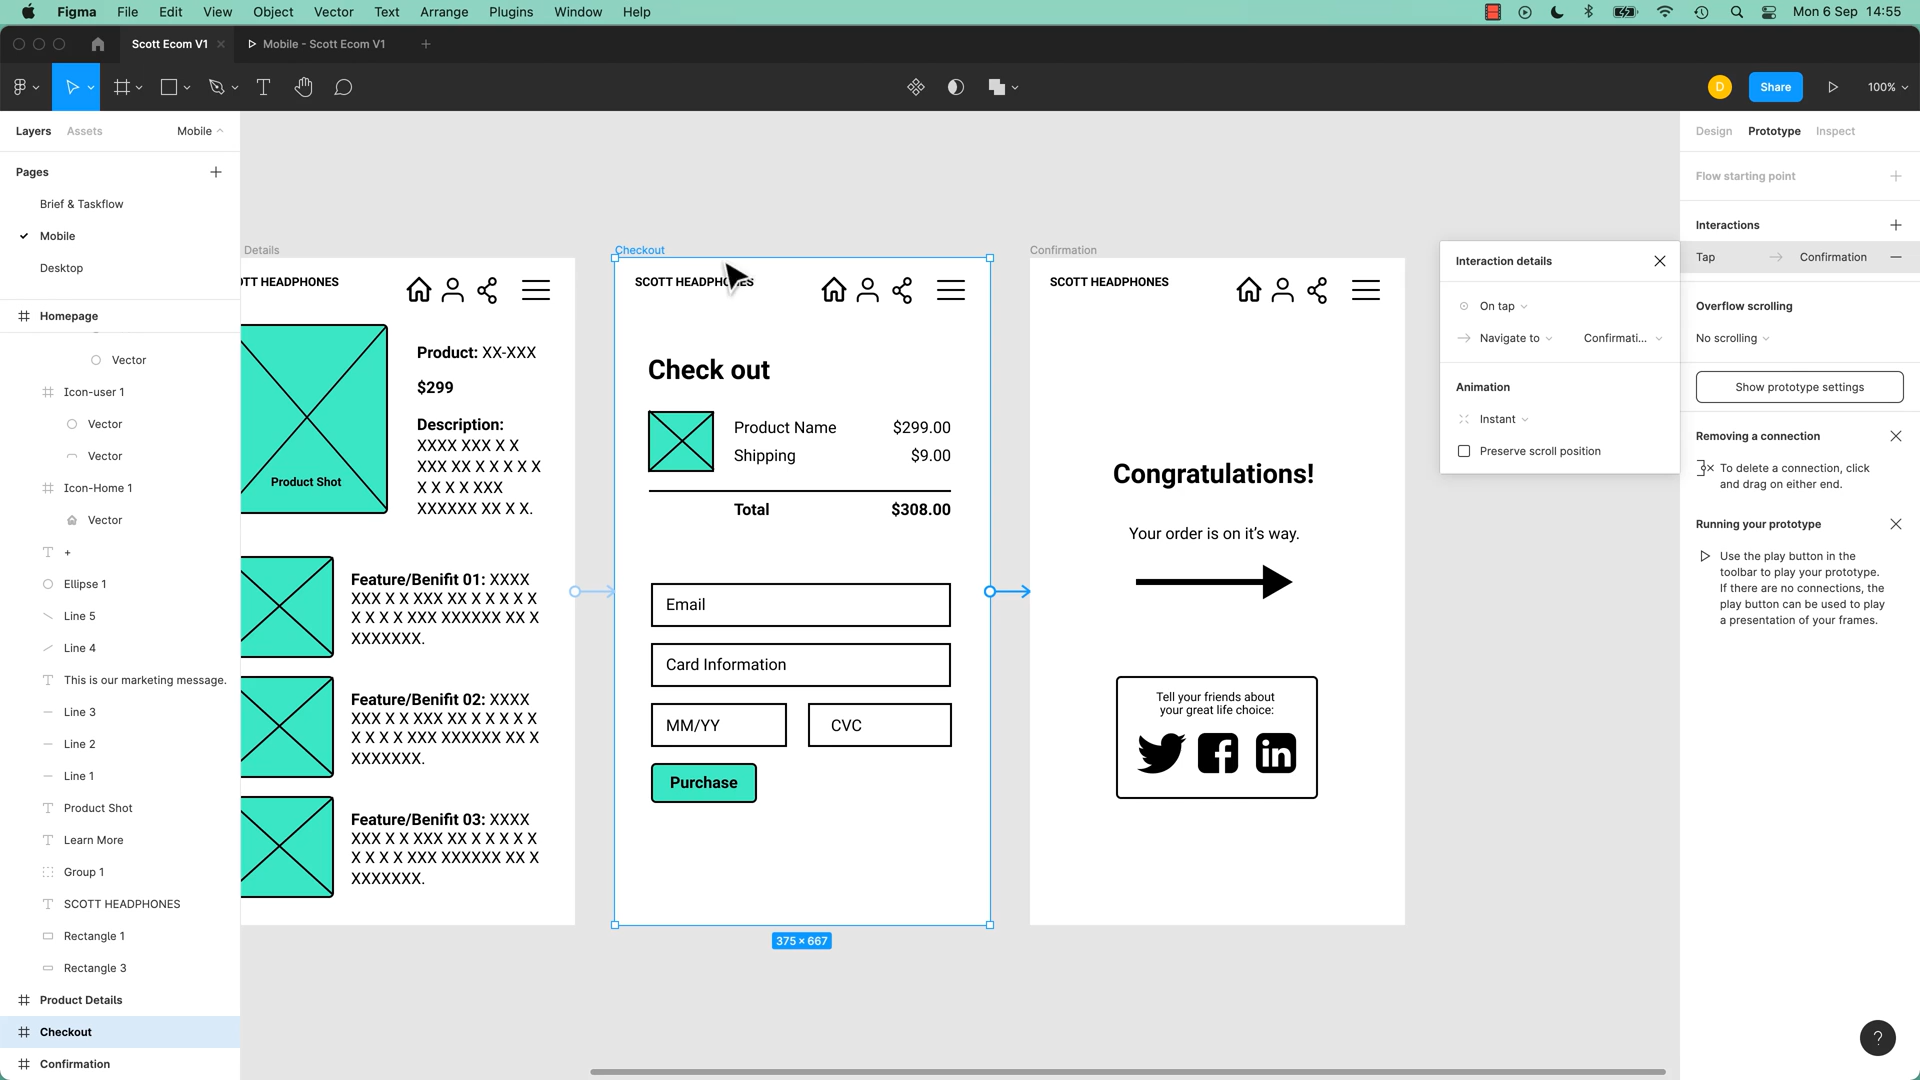 Figma File Edit View Object Vector Text Arrange Plugins Window Help Mon 6 Sep 14:55
Scott Ecom V1 Mobile - Scott Ecom V1
D Share 100%
Layers Assets Mobile
Pages
Brief & Taskflow
Mobile
Desktop
Homepage
Vector
Icon-user 1
Vector
Vector
Icon-Home 1
Vector
+
Ellipse 1
Line 5
Line 4
This is our marketing message.
Line 3
Line 2
Line 1
Product Shot
Learn More
Group 1
SCOTT HEADPHONES
Rectangle 1
Rectangle 3
Product Details
Checkout
Confirmation
Details
OTT HEADPHONES
Product: XX-XXX
$299
Description:
XXXX XXX X X
XXX XX X X X X X
X X X X XXX
XXXXXX XX X X.
Product Shot
Feature/Benifit 01: XXXX
XXX X X XXX XX X X X X X
X X X X XXX XXXXXX XX X
XXXXXXX.
Feature/Benifit 02: XXXX
XXX X X XXX XX X X X X X
X X X X XXX XXXXXX XX X
XXXXXXX.
Feature/Benifit 03: XXXX
XXX X X XXX XX X X X X X
X X X X XXX XXXXXX XX X
XXXXXXX.
Checkout
SCOTT HEADPHONES
Check out
Product Name $299.00
Shipping $9.00
Total $308.00
Email
Card Information
MM/YY CVC
Purchase
375 × 667
Confirmation
SCOTT HEADPHONES
Congratulations!
Your order is on it’s way.
Tell your friends about
your great life choice:
Interaction details
On tap
Navigate to Confirmati...
Animation
Instant
Preserve scroll position
Design Prototype Inspect
Flow starting point
Interactions
Tap Confirmation
Overflow scrolling
No scrolling
Show prototype settings
Removing a connection
To delete a connection, click
and drag on either end.
Running your prototype
Use the play button in the
toolbar to play your prototype.
If there are no connections, the
play button can be used to play
a presentation of your frames.
?